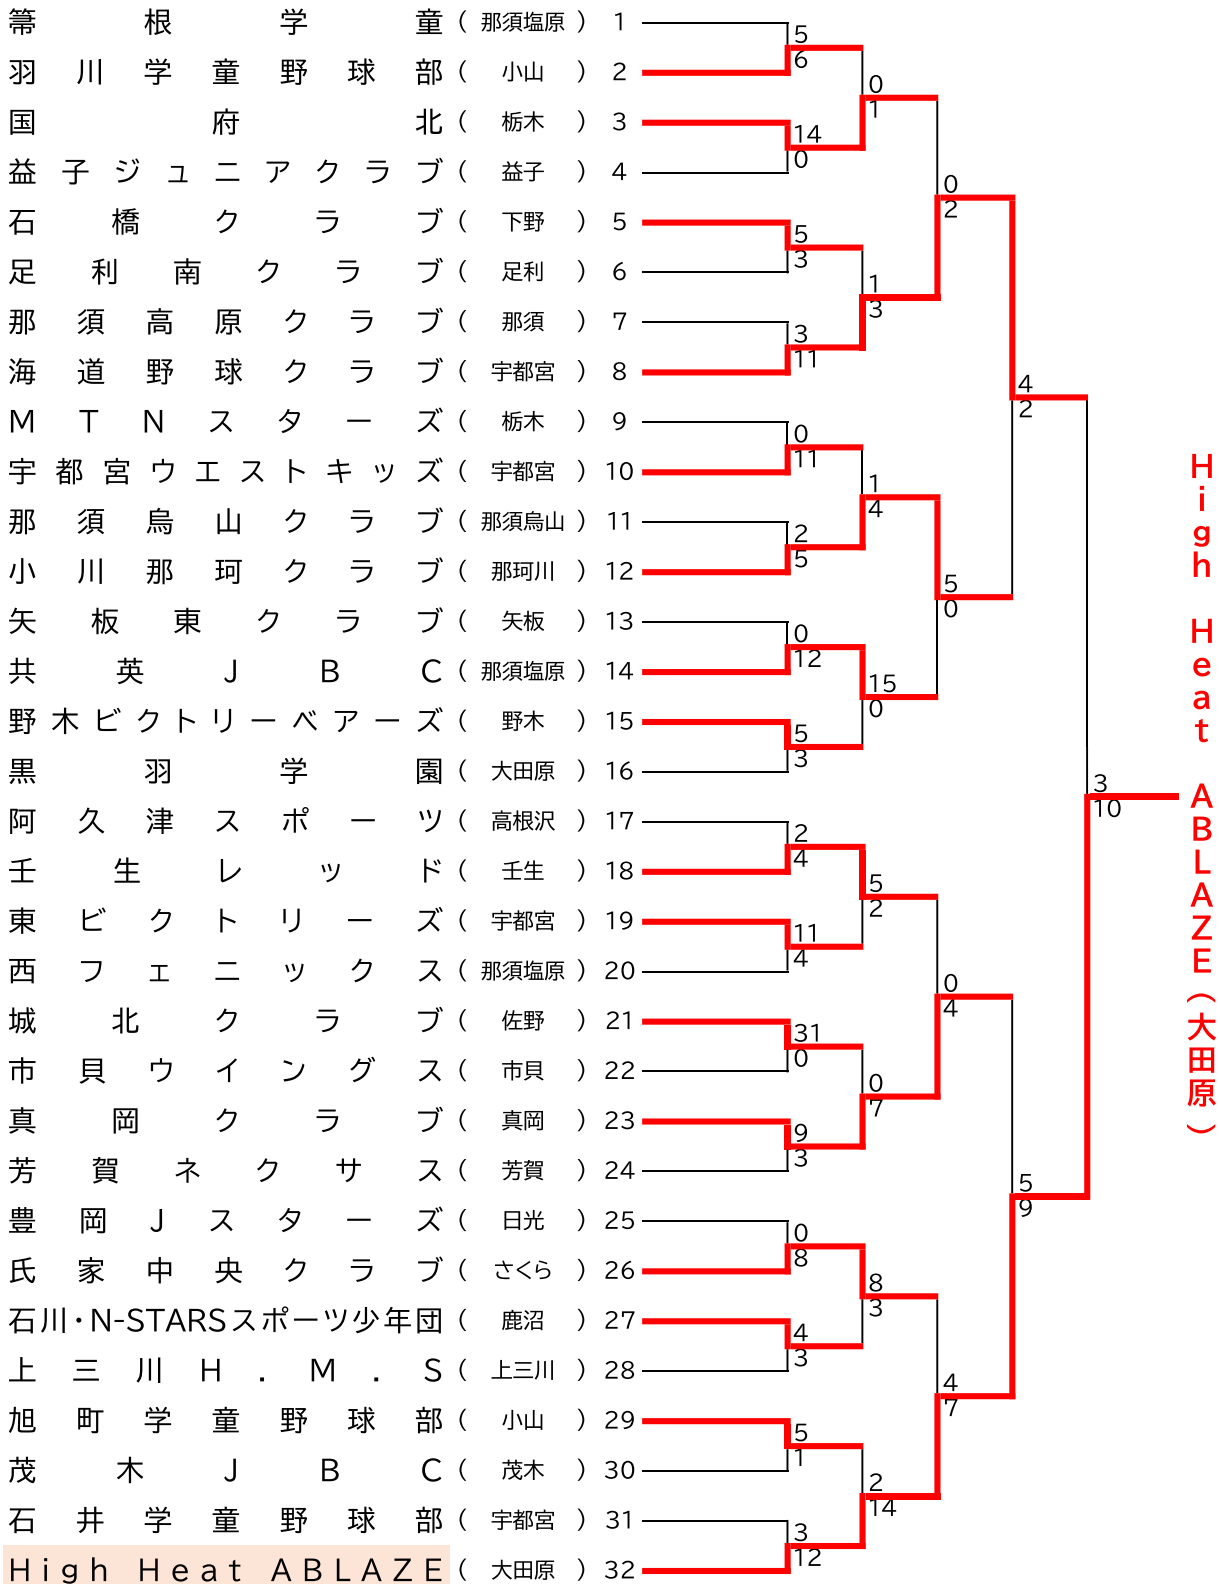 箒根学童（那須塩原）1
羽川学童野球部（小山）2
国府北（栃木）3
益子ジュニアクラブ（益子）4
石橋クラブ（下野）5
足利南クラブ（足利）6
那須高原クラブ（那須）7
海道野球クラブ（宇都宮）8
MTNスターズ（栃木）9
宇都宮ウエストキッズ（宇都宮）10
那須烏山クラブ（那須烏山）11
小川那珂クラブ（那珂川）12
矢板東クラブ（矢板）13
共英JBC（那須塩原）14
野木ビクトリーベアーズ（野木）15
黒羽学園（大田原）16
阿久津スポーツ（高根沢）17
壬生レッド（壬生）18
東ビクトリーズ（宇都宮）19
西フェニックス（那須塩原）20
城北クラブ（佐野）21
市貝ウイングス（市貝）22
真岡クラブ（真岡）23
芳賀ネクサス（芳賀）24
豊岡Jスターズ（日光）25
氏家中央クラブ（さくら）26
石川・N-STARSスポーツ少年団（鹿沼）27
上三川H.M.S（上三川）28
旭町学童野球部（小山）29
茂木JBC（茂木）30
石井学童野球部（宇都宮）31
High Heat ABLAZE（大田原）32
5
6
14
0
5
3
3
11
0
11
2
5
0
12
5
3
2
4
11
4
31
0
9
3
0
8
4
3
5
1
3
12
0
1
1
3
1
4
15
0
5
2
0
7
8
3
2
14
0
2
5
0
0
4
4
7
4
2
5
9
3
10
High Heat ABLAZE（大田原）